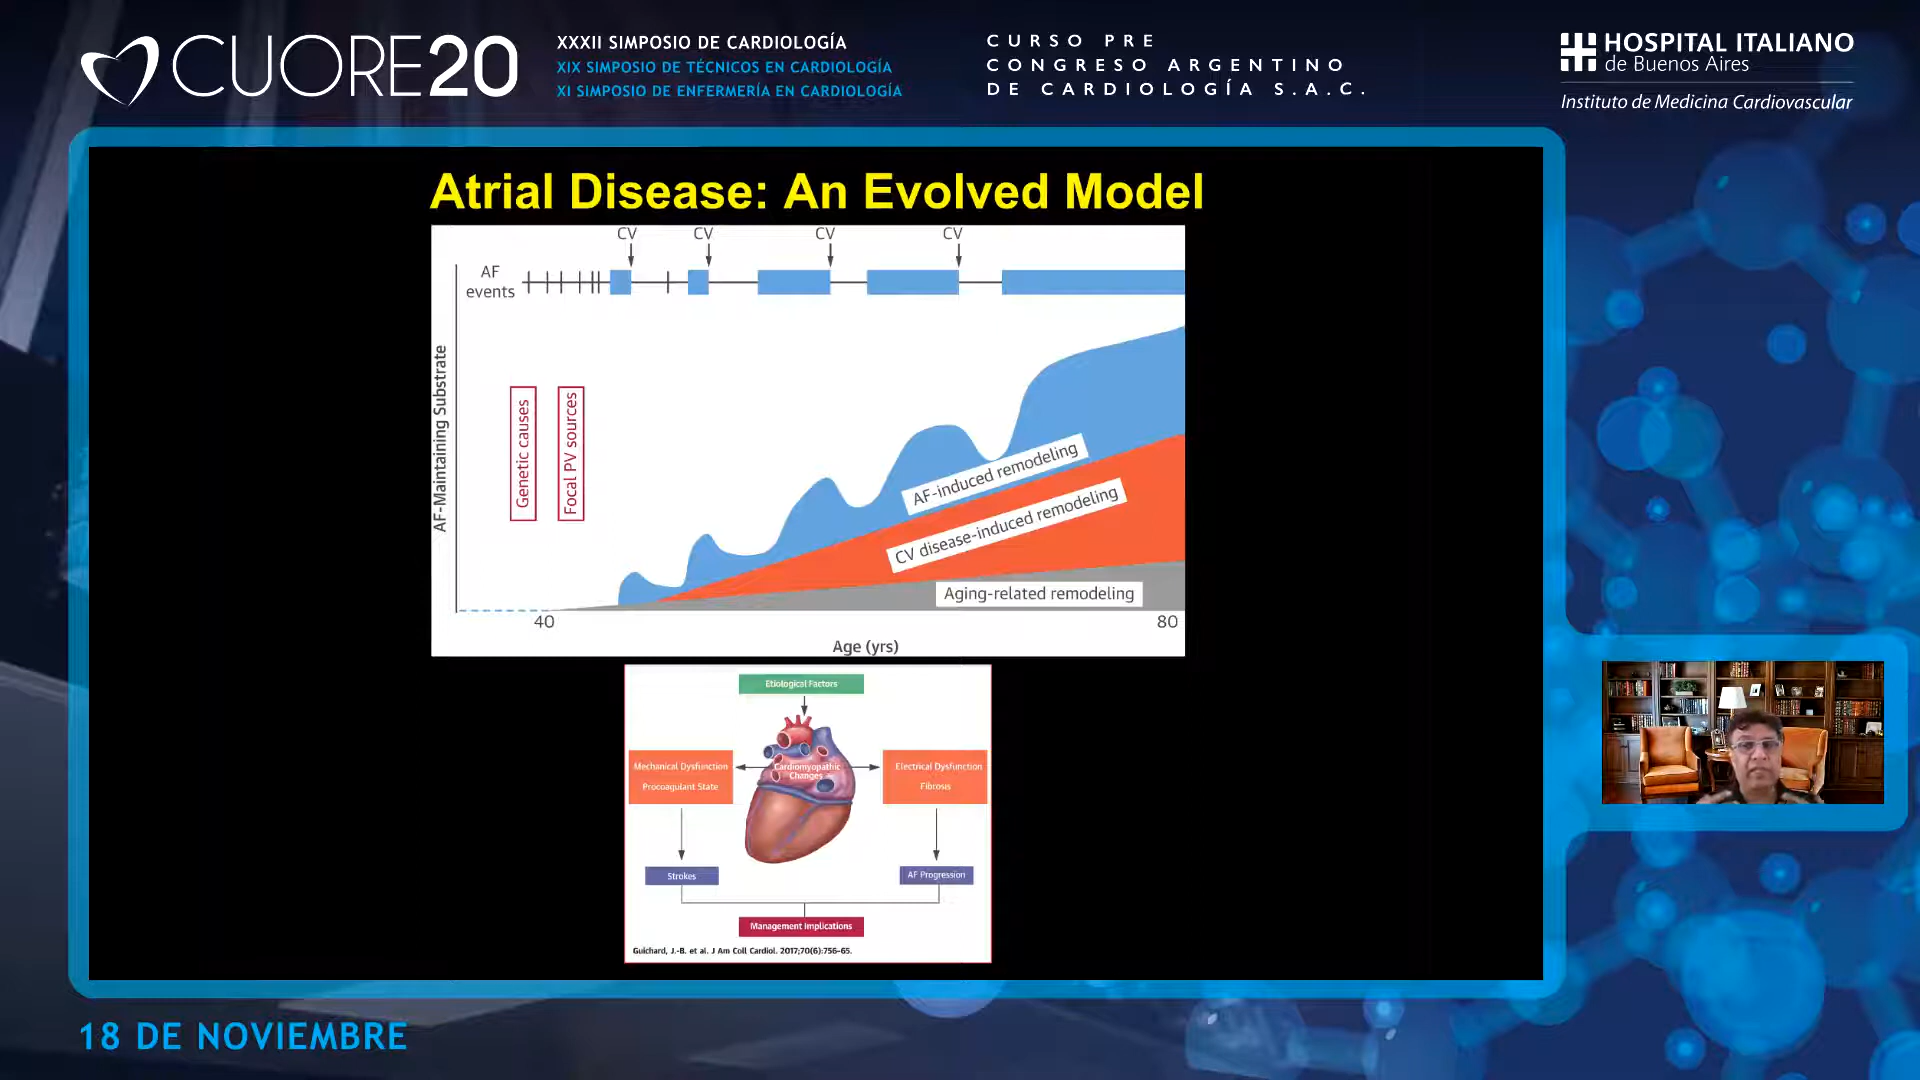 CUORE20
XXXII SIMPOSIO DE CARDIOLOGÍA
XIX SIMPOSIO DE TÉCNICOS EN CARDIOLOGÍA
XI SIMPOSIO DE ENFERMERÍA EN CARDIOLOGÍA
CURSO PRE
CONGRESO ARGENTINO
DE CARDIOLOGÍA S.A.C.
HOSPITAL ITALIANO
de Buenos Aires
Instituto de Medicina Cardiovascular
Atrial Disease: An Evolved Model
CV CV CV CV
AF
events
AF-Maintaining Substrate
Genetic causes
Focal PV sources
AF-induced remodeling
CV disease-induced remodeling
Aging-related remodeling
40 80
Age (yrs)
Etiological Factors
Mechanical Dysfunction
Procoagulant State
Cardiomyopathic
Changes
Electrical Dysfunction
Fibrosis
Strokes
AF Progression
Management Implications
Guichard, J.-B. et al. J Am Coll Cardiol. 2017;70(6):756-65.
18 DE NOVIEMBRE